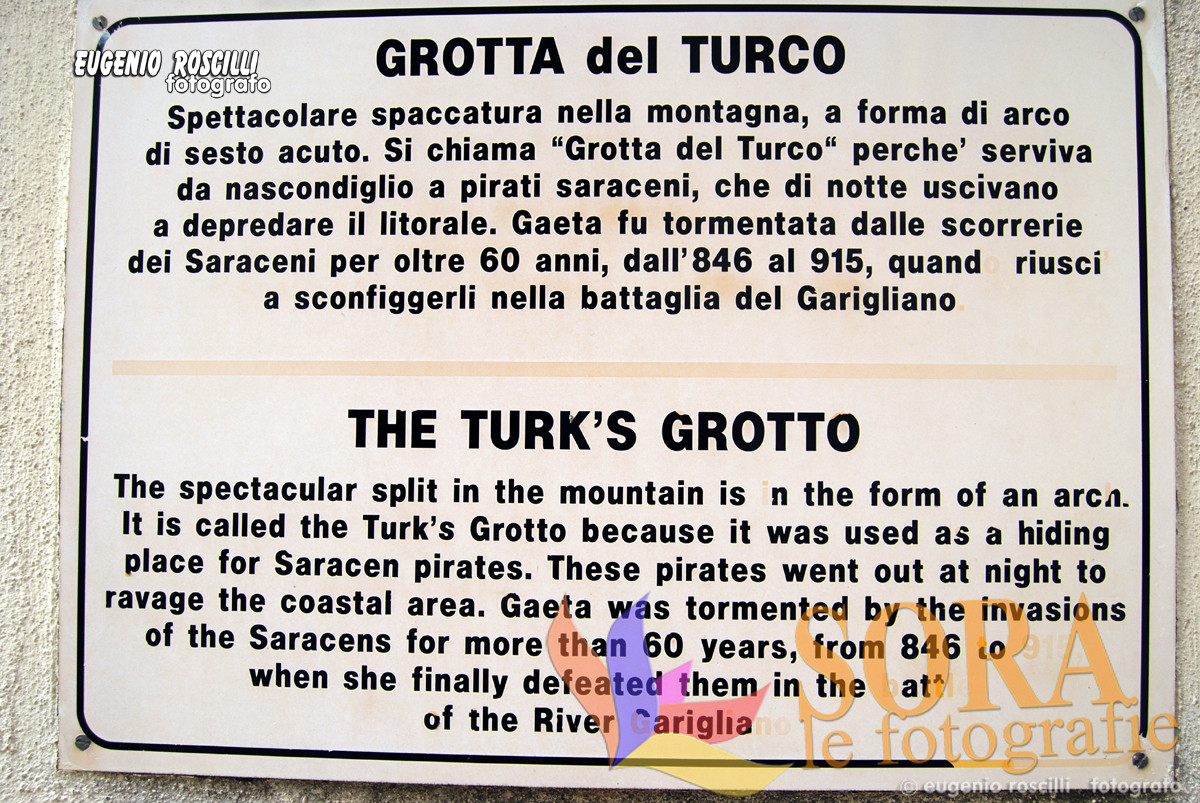 EUGENIO ROSCILLI
fotografo
GROTTA del TURCO
Spettacolare spaccatura nella montagna, a forma di arco
di sesto acuto. Si chiama “Grotta del Turco“ perche' serviva
da nascondiglio a pirati saraceni, che di notte uscivano
a depredare il litorale. Gaeta fu tormentata dalle scorrerie
dei Saraceni per oltre 60 anni, dall'846 al 915, quando riusci'
a sconfiggerli nella battaglia del Garigliano.
THE TURK'S GROTTO
The spectacular split in the mountain is in the form of an arch.
It is called the Turk's Grotto because it was used as a hiding
place for Saracen pirates. These pirates went out at night to
ravage the coastal area. Gaeta was tormented by the invasions
of the Saracens for more than 60 years, from 846 to 915,
when she finally defeated them in the battle
of the River Garigliano
SORA
le fotografie
© eugenio roscilli - fotografo